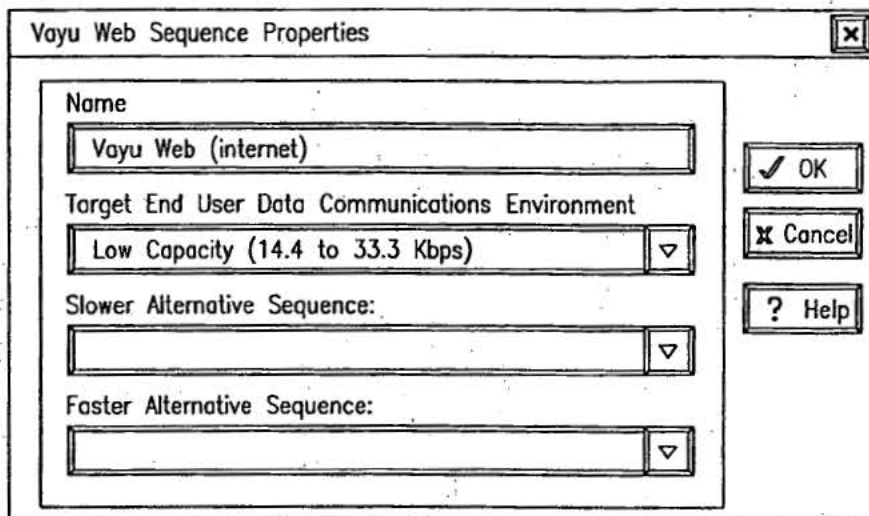 Vayu Web Sequence Properties
Name
Vayu Web (internet)
Target End User Data Communications Environment
Low Capacity (14.4 to 33.3 Kbps)
Slower Alternative Sequence:
Faster Alternative Sequence:
OK
Cancel
? Help